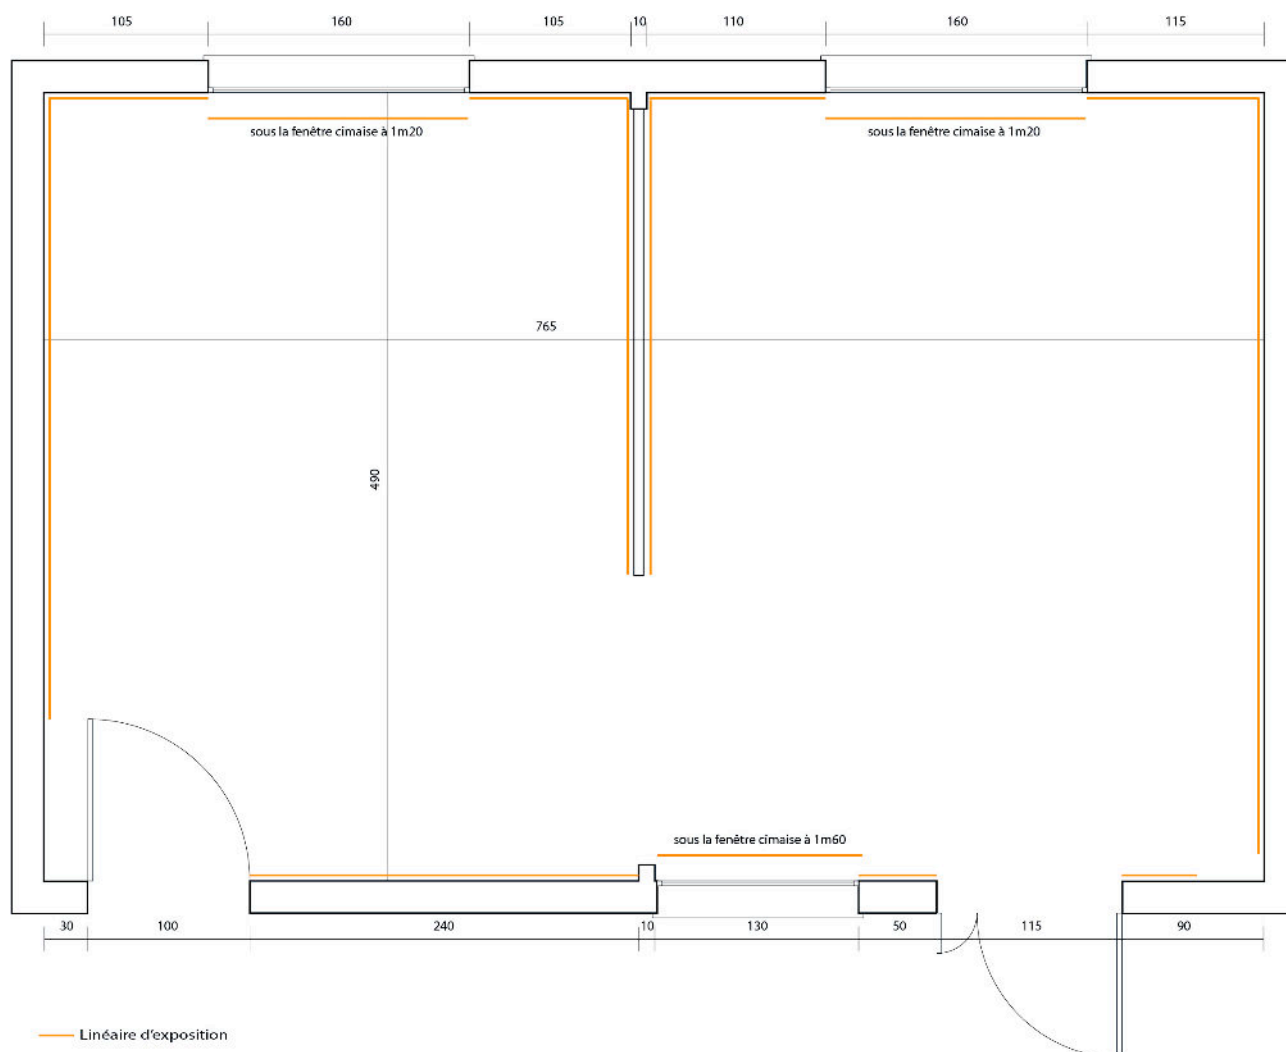 105 160 105 10 110 160 115
sous la fenêtre cimaise à 1m20 sous la fenêtre cimaise à 1m20
765
490
sous la fenêtre cimaise à 1m60
30 100 240 10 130 50 115 90
Linéaire d'exposition